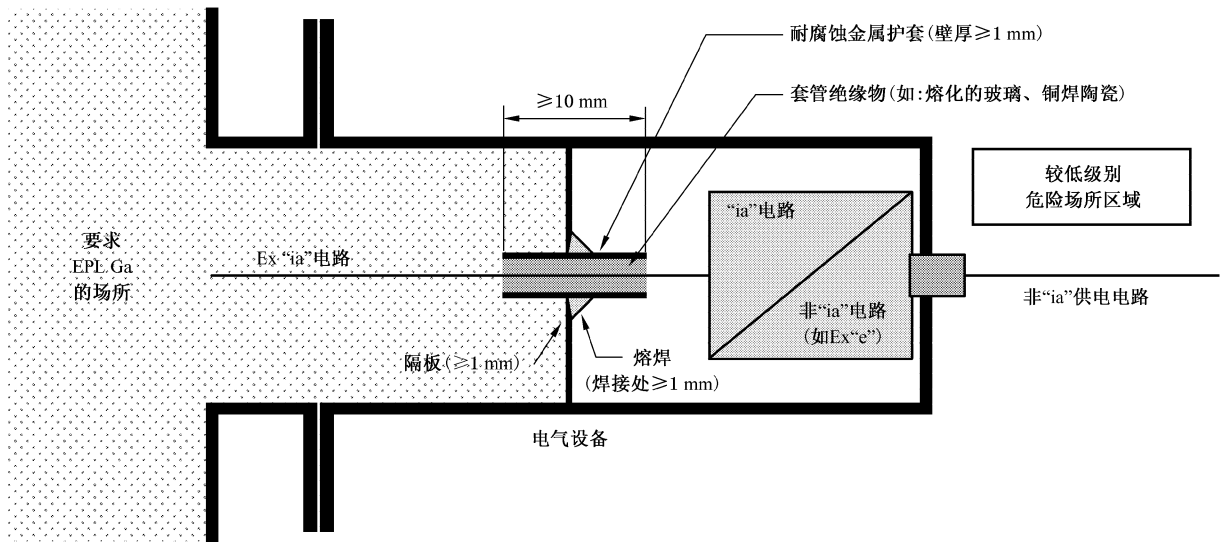 耐腐蚀金属护套(壁厚≥1 mm)
≥10 mm
套管绝缘物(如:熔化的玻璃、铜焊陶瓷)
较低级别
危险场所区域
“ia”电路
要求
EPL Ga
的场所
Ex “ia”电路
非“ia”供电电路
非“ia”电路
(如Ex“e”)
隔板(≥1 mm)
熔焊
(焊接处≥1 mm)
电气设备